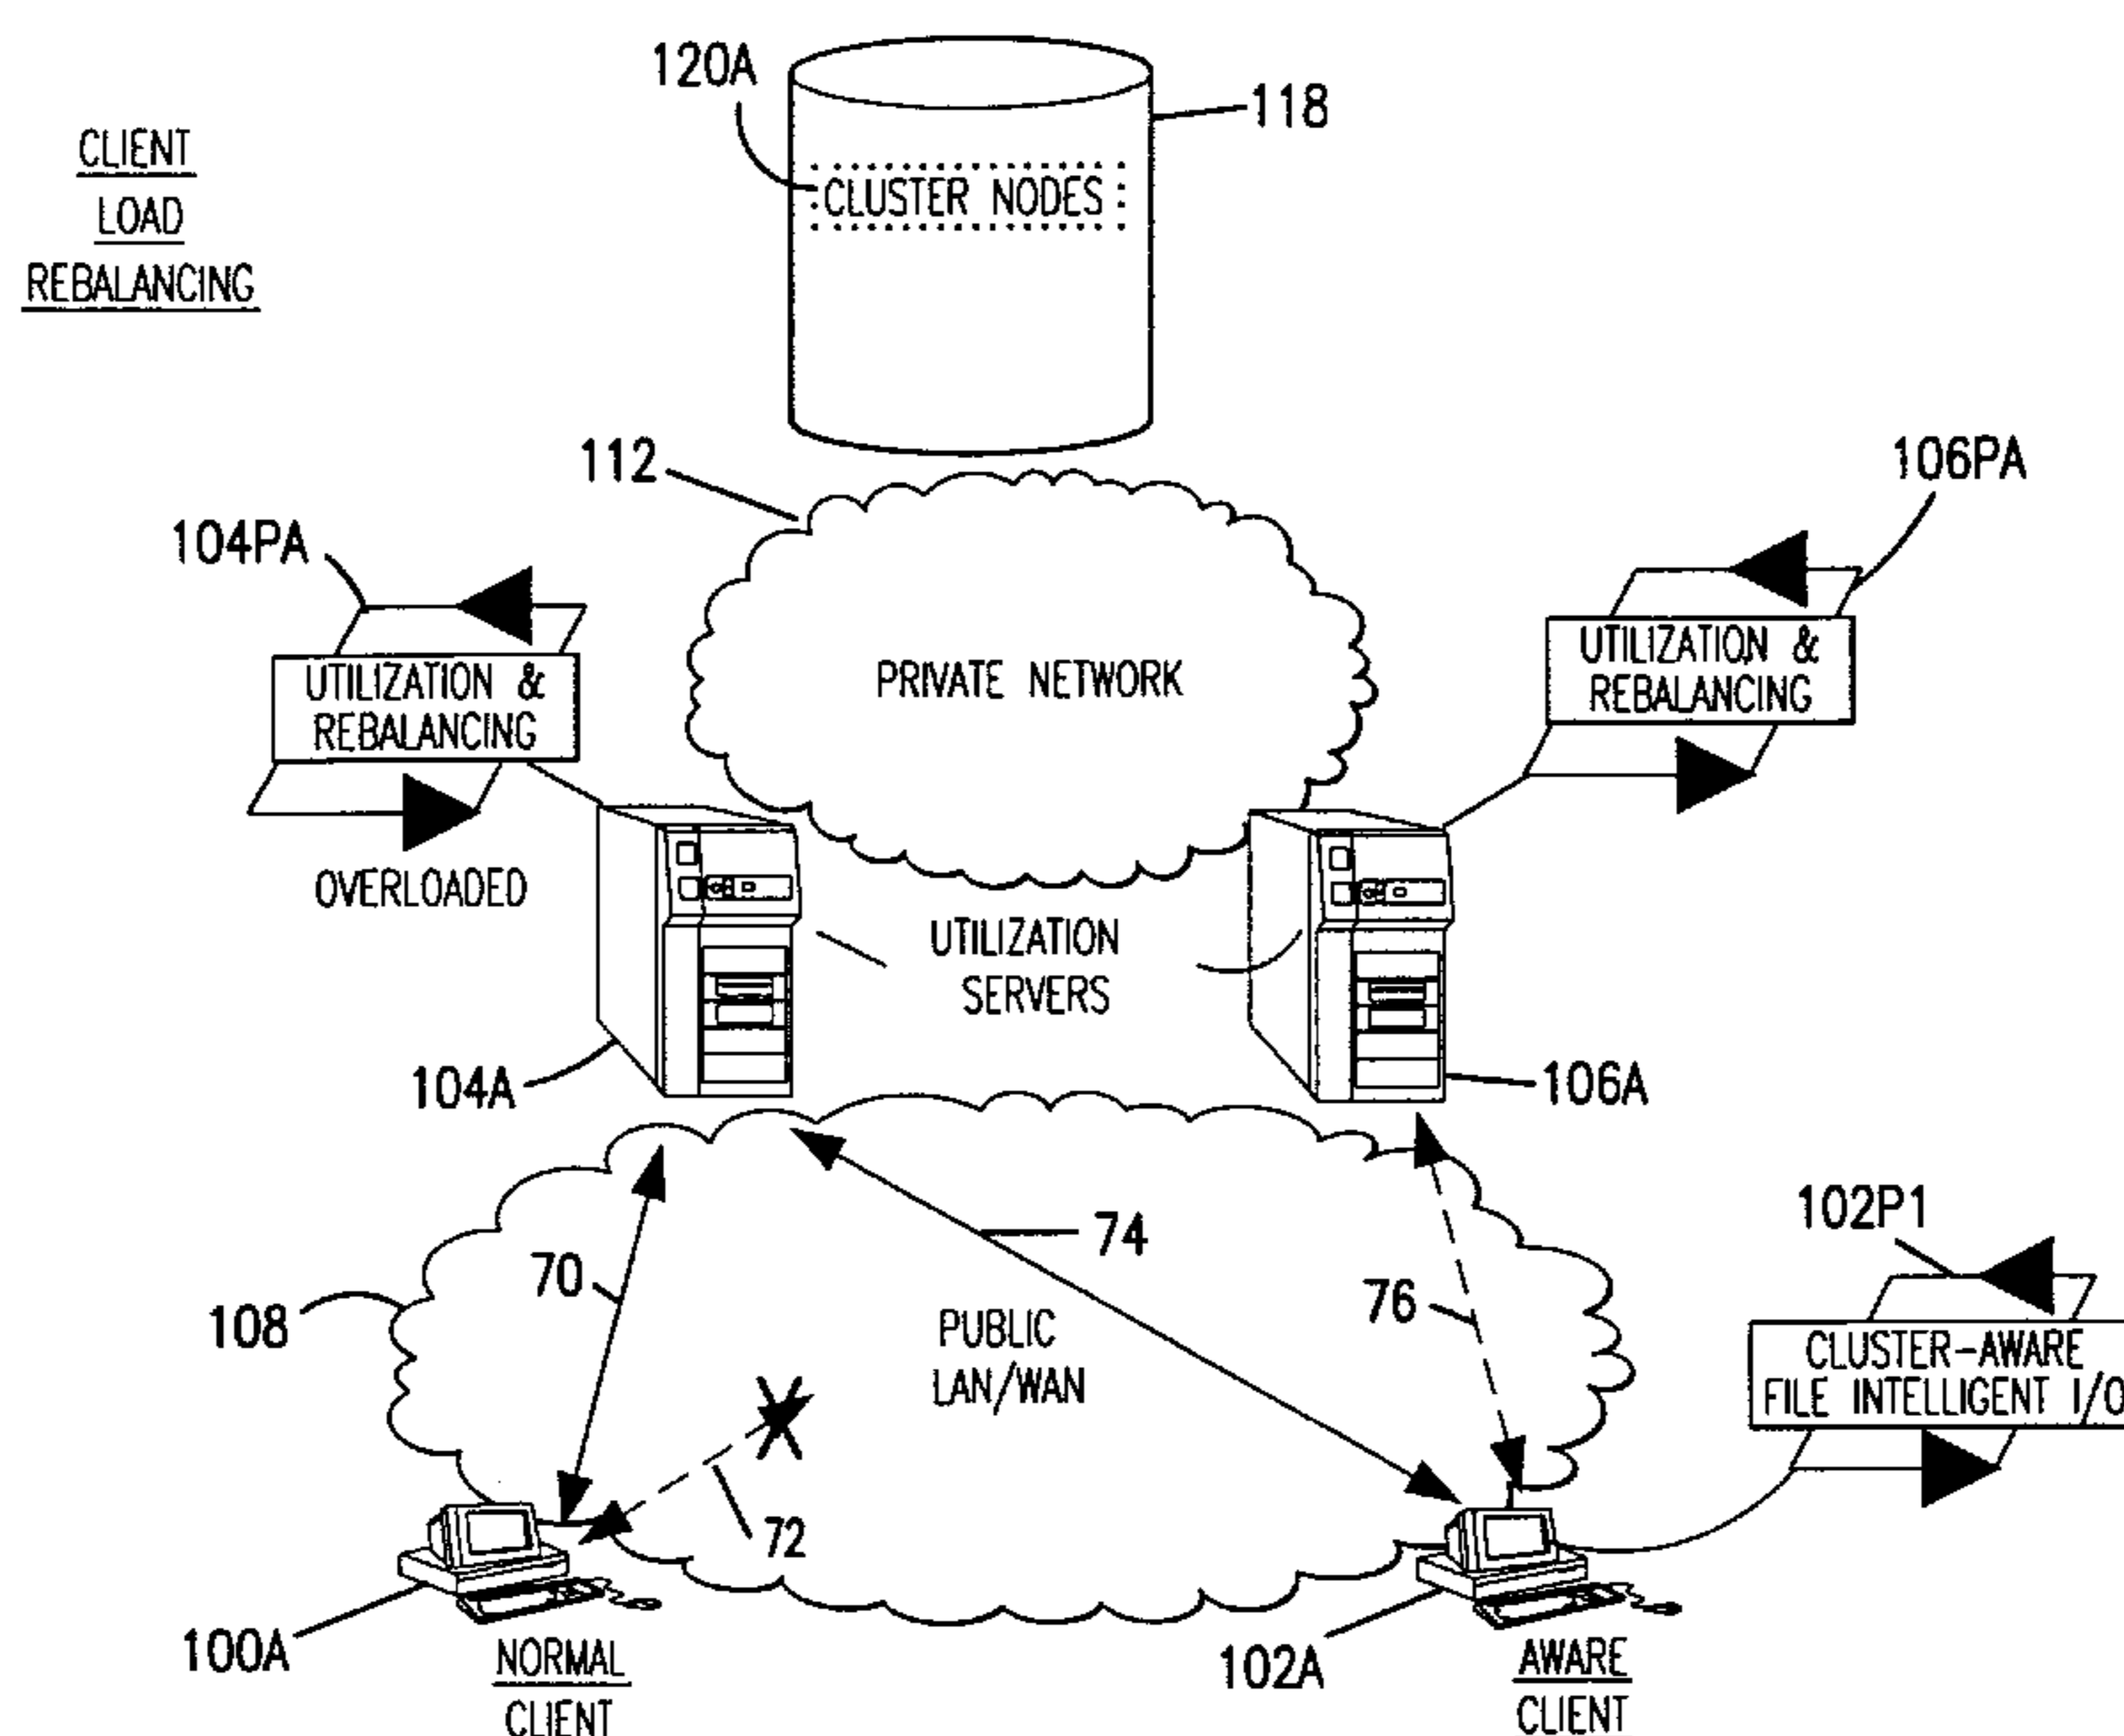 120A
118
CLIENT
LOAD
REBALANCING
CLUSTER NODES
112
106PA
104PA
UTILIZATION &
REBALANCING
PRIVATE NETWORK
UTILIZATION &
REBALANCING
OVERLOADED
UTILIZATION
SERVERS
104A
106A
102P1
74
70
76
108
PUBLIC
LAN/WAN
CLUSTER-AWARE
FILE INTELLIGENT I/O
72
100A
NORMAL
CLIENT
102A
AWARE
CLIENT